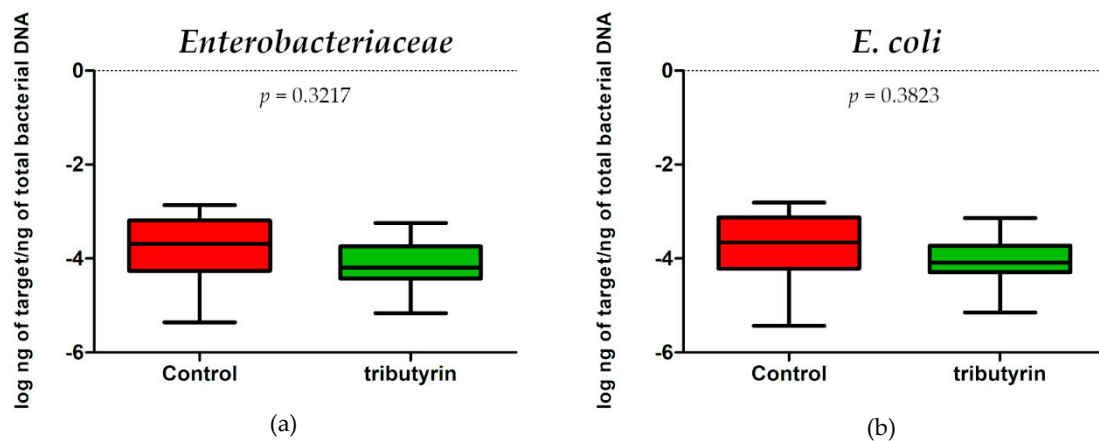 log ng of target/ng of total bacterial DNA
Enterobacteriaceae
0
p = 0.3217
-2
-4
-6
Control
tributyrin
(a)
log ng of target/ng of total bacterial DNA
E. coli
0
p = 0.3823
-2
-4
-6
Control
tributyrin
(b)